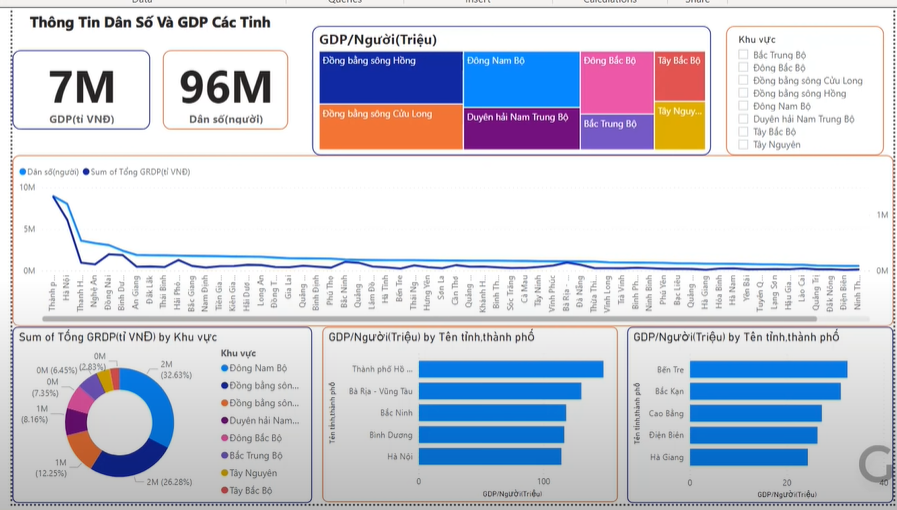 Data
Queries
Insert
Calculations
Share
Thông Tin Dân Số Và GDP Các Tỉnh
7M
GDP(tỉ VNĐ)
96M
Dân số(người)
GDP/Người(Triệu)
Đồng bằng sông Hồng
Đông Nam Bộ
Đông Bắc Bộ
Tây Bắc Bộ
Đồng bằng sông Cửu Long
Duyên hải Nam Trung Bộ
Bắc Trung Bộ
Tây Nguy...
Khu vực
Bắc Trung Bộ
Đông Bắc Bộ
Đồng bằng sông Cửu Long
Đồng bằng sông Hồng
Đông Nam Bộ
Duyên hải Nam Trung Bộ
Tây Bắc Bộ
Tây Nguyên
Dân số(người)
Sum of Tổng GRDP(tỉ VNĐ)
10M
5M
0M
1M
0M
Thành p...
Hà Nội
Thanh H...
Nghệ An
Đồng Nai
Bình Dư...
An Giang
Đắk Lắk
Thái Bình
Hải Phò...
Bắc Giang
Nam Định
Tiền Gia...
Kiên Gia...
Hải Dươ...
Long An
Đồng T...
Gia Lai
Quảng ...
Bình Định
Phú Thọ
Bắc Ninh
Quảng ...
Lâm Đồ...
Hà Tĩnh
Bến Tre
Thái Ng...
Hưng Yên
Sơn La
Cần Thơ
Quảng ...
Khánh H...
Bình Th...
Sóc Trăng
Cà Mau
Tây Ninh
Vĩnh Phúc
Bà Rịa - ...
Đà Nẵng
Thừa Thi...
Vĩnh Long
Trà Vinh
Bình Ph...
Ninh Bình
Phú Yên
Bạc Liêu
Quảng ...
Hà Giang
Hòa Bình
Hà Nam
Yên Bái
Tuyên Q...
Lạng Sơn
Hậu Gia...
Lào Cai
Quảng Trị
Đắk Nông
Điện Biên
Ninh Th...
Sum of Tổng GRDP(tỉ VNĐ) by Khu vực
2M
(32.63%)
2M (26.28%)
1M
(12.25%)
1M
(8.16%)
0M
(7.35%)
0M (6.45%)
0M
(2.83%)
Khu vực
Đông Nam Bộ
Đồng bằng sôn...
Đồng bằng sôn...
Duyên hải Nam...
Đông Bắc Bộ
Bắc Trung Bộ
Tây Nguyên
Tây Bắc Bộ
GDP/Người(Triệu) by Tên tỉnh,thành phố
Tên tỉnh,thành phố
Thành phố Hồ ...
Bà Rịa - Vũng Tàu
Bắc Ninh
Bình Dương
Hà Nội
0
100
GDP/Người(Triệu)
GDP/Người(Triệu) by Tên tỉnh,thành phố
Tên tỉnh,thành phố
Bến Tre
Bắc Kạn
Cao Bằng
Điện Biên
Hà Giang
0
20
40
GDP/Người(Triệu)